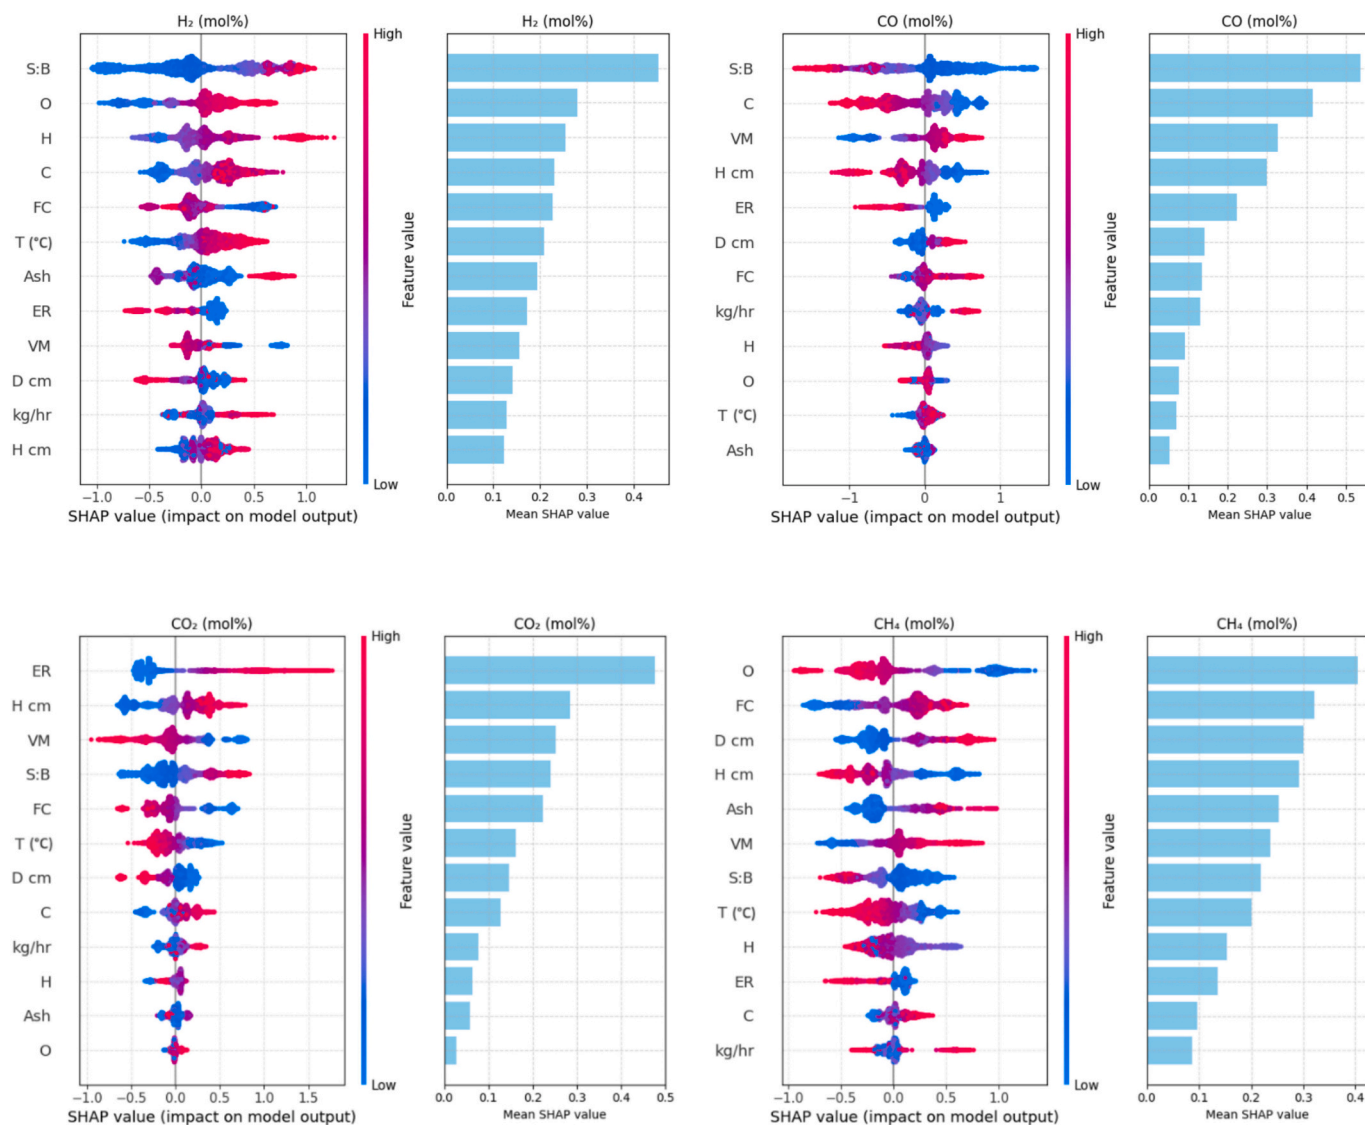 H₂ (mol%)
High
S:B
O
H
C
FC
T (°C)
Ash
ER
VM
D cm
kg/hr
H cm
Low
Feature value
−1.0 −0.5 0.0 0.5 1.0
SHAP value (impact on model output)
H₂ (mol%)
0.0 0.1 0.2 0.3 0.4
Mean SHAP value
CO (mol%)
High
S:B
C
VM
H cm
ER
D cm
FC
kg/hr
H
O
T (°C)
Ash
Low
Feature value
−1 0 1
SHAP value (impact on model output)
CO (mol%)
0.0 0.1 0.2 0.3 0.4 0.5
Mean SHAP value
CO₂ (mol%)
High
ER
H cm
VM
S:B
FC
T (°C)
D cm
C
kg/hr
H
Ash
O
Low
Feature value
−1.0 −0.5 0.0 0.5 1.0 1.5
SHAP value (impact on model output)
CO₂ (mol%)
0.0 0.1 0.2 0.3 0.4 0.5
Mean SHAP value
CH₄ (mol%)
High
O
FC
D cm
H cm
Ash
VM
S:B
T (°C)
H
ER
C
kg/hr
Low
Feature value
−1.0 −0.5 0.0 0.5 1.0
SHAP value (impact on model output)
CH₄ (mol%)
0.0 0.1 0.2 0.3 0.4
Mean SHAP value